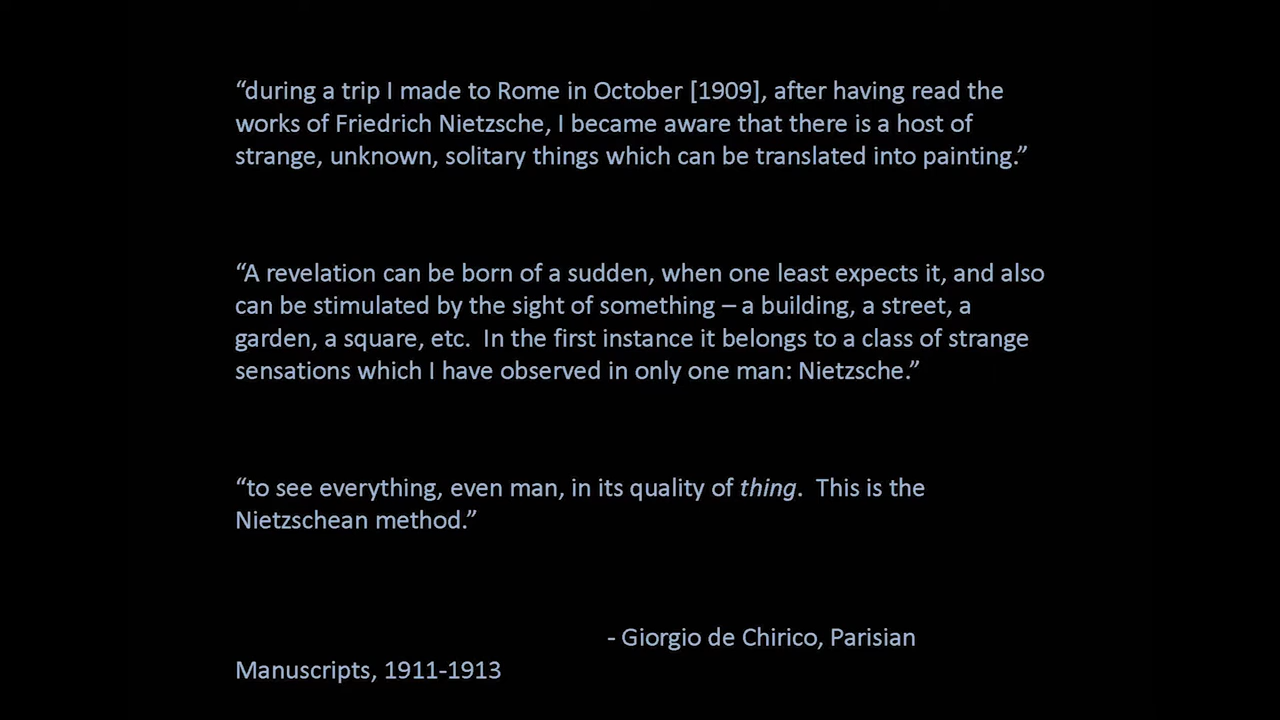 “during a trip I made to Rome in October [1909], after having read the
works of Friedrich Nietzsche, I became aware that there is a host of
strange, unknown, solitary things which can be translated into painting.”
“A revelation can be born of a sudden, when one least expects it, and also
can be stimulated by the sight of something – a building, a street, a
garden, a square, etc.  In the first instance it belongs to a class of strange
sensations which I have observed in only one man: Nietzsche.”
“to see everything, even man, in its quality of thing.  This is the
Nietzschean method.”
- Giorgio de Chirico, Parisian
Manuscripts, 1911-1913